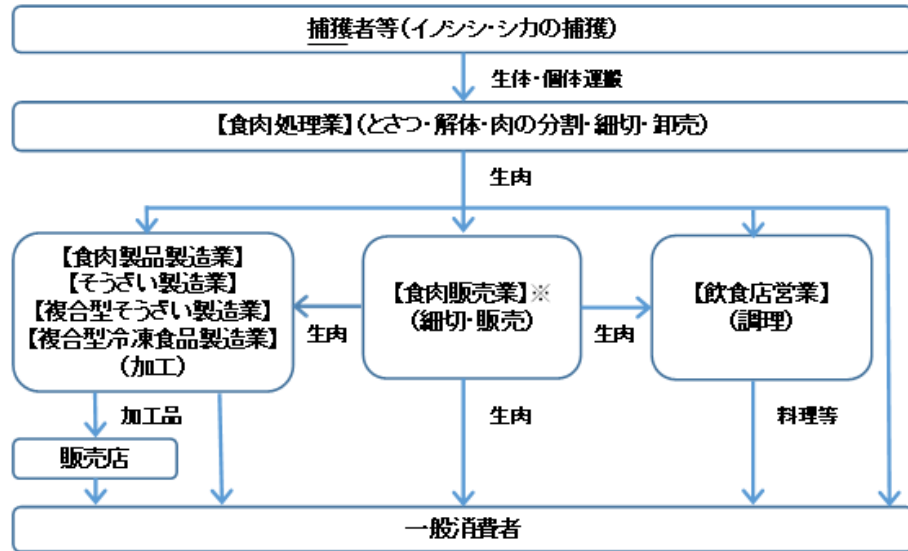 捕獲者等(イノシシ・シカの捕獲)
生体・個体運搬
【食肉処理業】(とさつ・解体・肉の分割・細切・卸売)
生肉
【食肉製品製造業】
【そうざい製造業】
【複合型そうざい製造業】
【複合型冷凍食品製造業】
(加工)
生肉
【食肉販売業】※
(細切・販売)
生肉
【飲食店営業】
(調理)
加工品
生肉
料理等
販売店
一般消費者